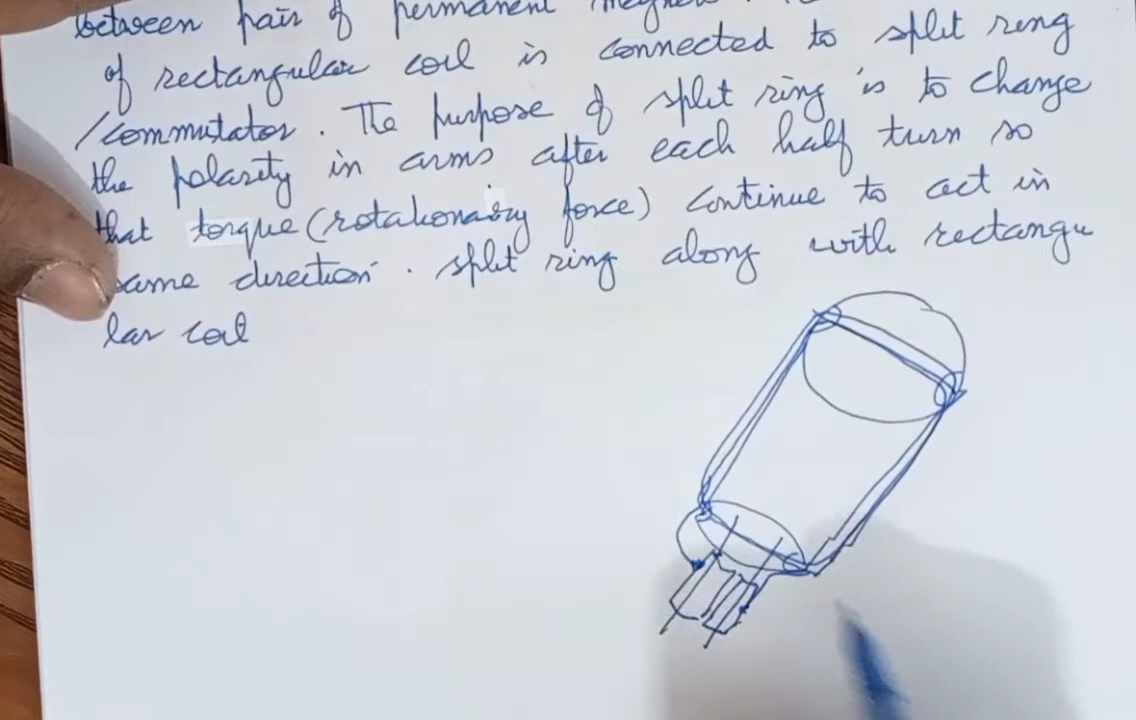 between pair of permanent
of rectangular coil is connected to split reng
/commutator. The purpose of split ring is to change
the polarity in arms after each half turn so
that torque (rotationary force) continue to act in
same direction. split ring along with rectangu
lar coil